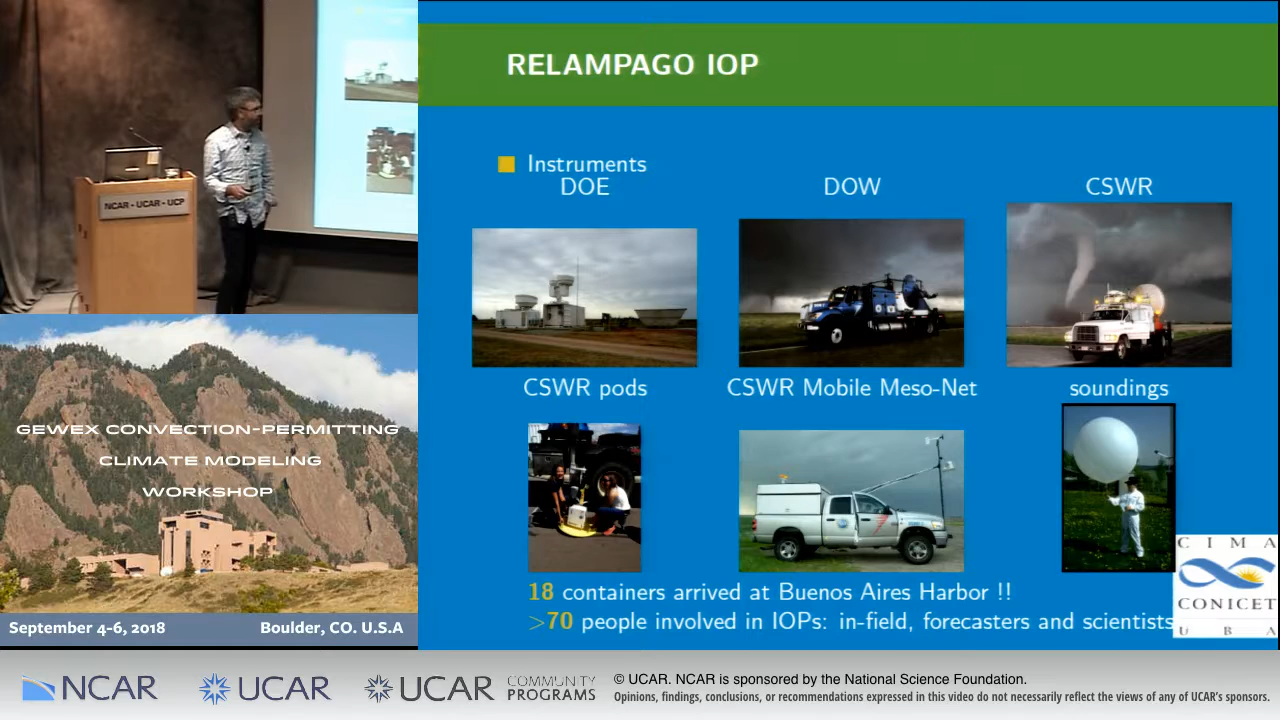 RELAMPAGO IOP
Instruments
DOE
DOW
CSWR
CSWR pods
CSWR Mobile Meso-Net
soundings
18 containers arrived at Buenos Aires Harbor !!
>70 people involved in IOPs: in-field, forecasters and scientists
CIMA
CONICET
UBA
NCAR - UCAR - UCP
GEWEX CONVECTION-PERMITTING
CLIMATE MODELING
WORKSHOP
September 4-6, 2018
Boulder, CO. U.S.A
NCAR
UCAR
UCAR
COMMUNITY
PROGRAMS
© UCAR. NCAR is sponsored by the National Science Foundation.
Opinions, findings, conclusions, or recommendations expressed in this video do not necessarily reflect the views of any of UCAR's sponsors.